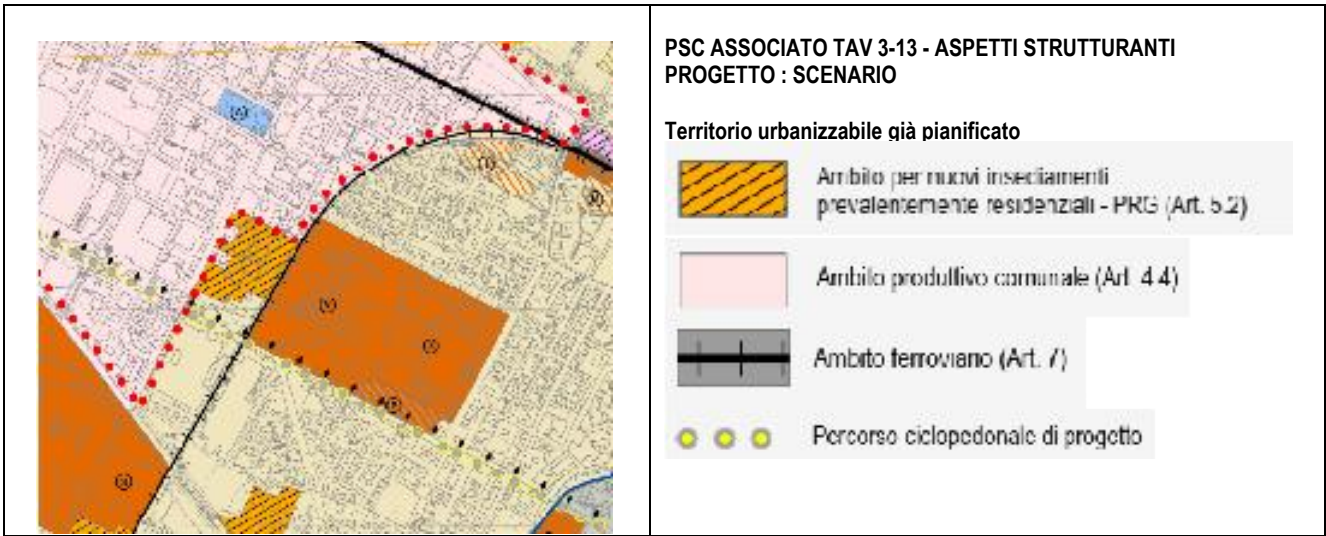 PSC ASSOCIATO TAV 3-13 - ASPETTI STRUTTURANTI
PROGETTO : SCENARIO
Territorio urbanizzabile già pianificato
Ambito per nuovi insediamenti
prevalentemente residenziali - PRG (Art. 5.2)
Ambito produttivo comunale (Art. 4.4)
Ambito ferroviario (Art. 7)
Percorso ciclopedonale di progetto